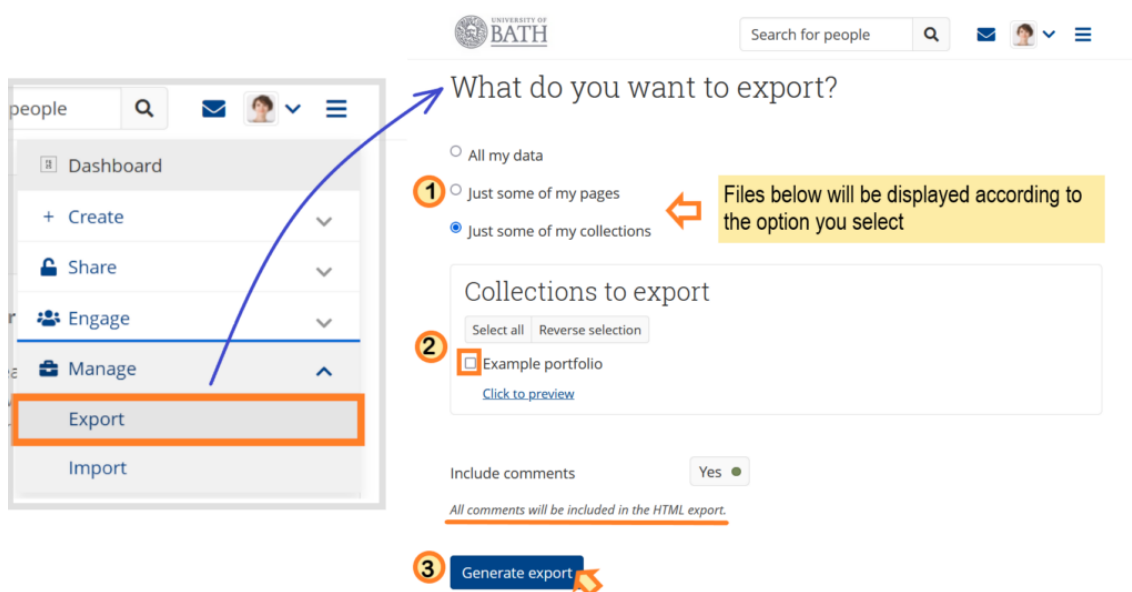 people
Dashboard
+ Create
Share
Engage
Manage
Export
Import
UNIVERSITY OF
BATH
Search for people
What do you want to export?
All my data
1
Just some of my pages
Just some of my collections
Files below will be displayed according to
the option you select
Collections to export
Select all Reverse selection
2
Example portfolio
Click to preview
Include comments Yes
All comments will be included in the HTML export.
3
Generate export